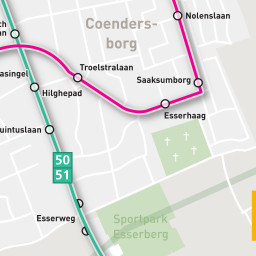 Nolenslaan
Coenders-
borg
Troelstralaan
Saaksumborg
Hilghepad
Esserhaag
50
51
Esserweg
Sportpark
Esserberg